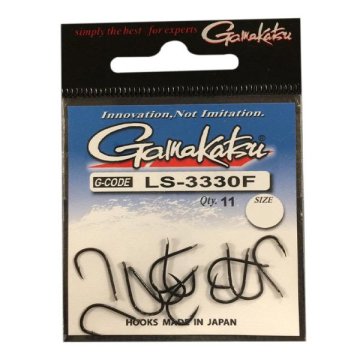 simply the best for experts
Gamakatsu
Innovation, Not Imitation.
Gamakatsu
G-CODE LS-3330F
Qty. 11 SIZE
HOOKS MADE IN JAPAN